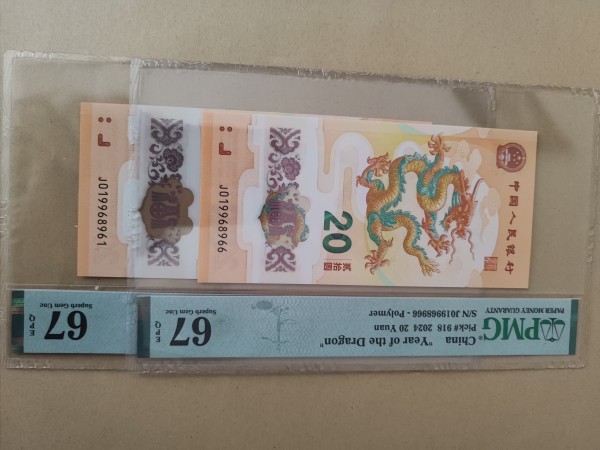 中国人民银行
20
贰拾圆
J019968966
J019968961
PMG
PAPER MONEY GUARANTY
*China "Year of the Dragon"
Pick# 918 2024 20 Yuan
S/N J019968966 - Polymer
67
Superb Gem Unc
EPQ
67
Superb Gem Unc
EPQ